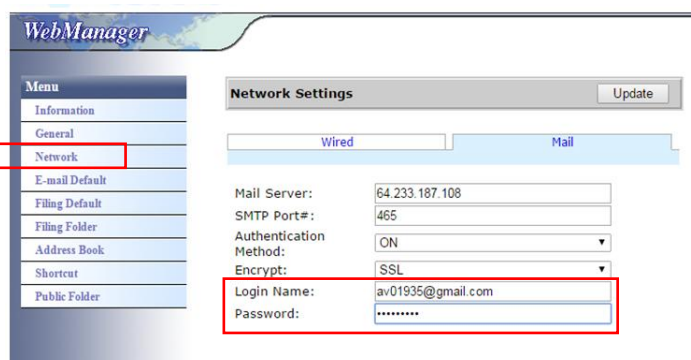 WebManager
Menu
Information
General
Network
E-mail Default
Filing Default
Filing Folder
Address Book
Shortcut
Public Folder
Network Settings
Update
Wired
Mail
Mail Server: 64.233.187.108
SMTP Port#: 465
Authentication
Method: ON
Encrypt: SSL
Login Name: av01935@gmail.com
Password: •••••••••